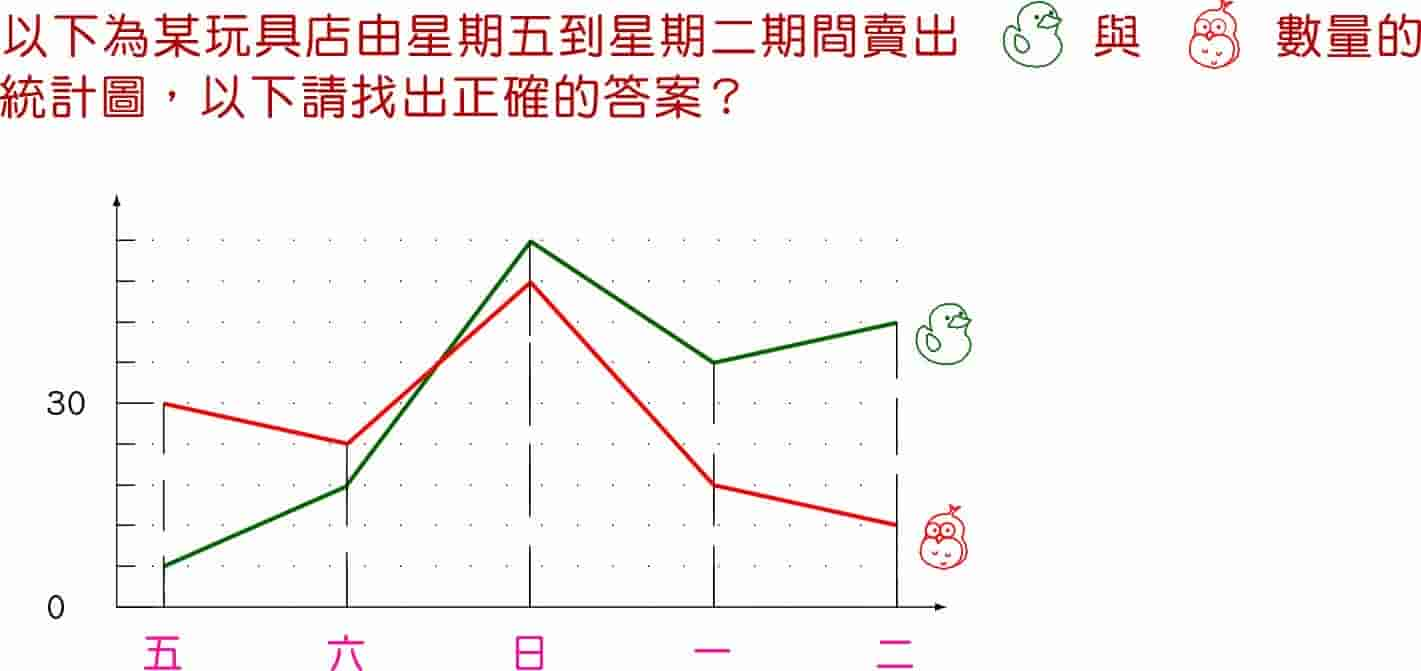 以下為某玩具店由星期五到星期二期間賣出 與 數量的
統計圖，以下請找出正確的答案？
30
0
五 六 日 一 二